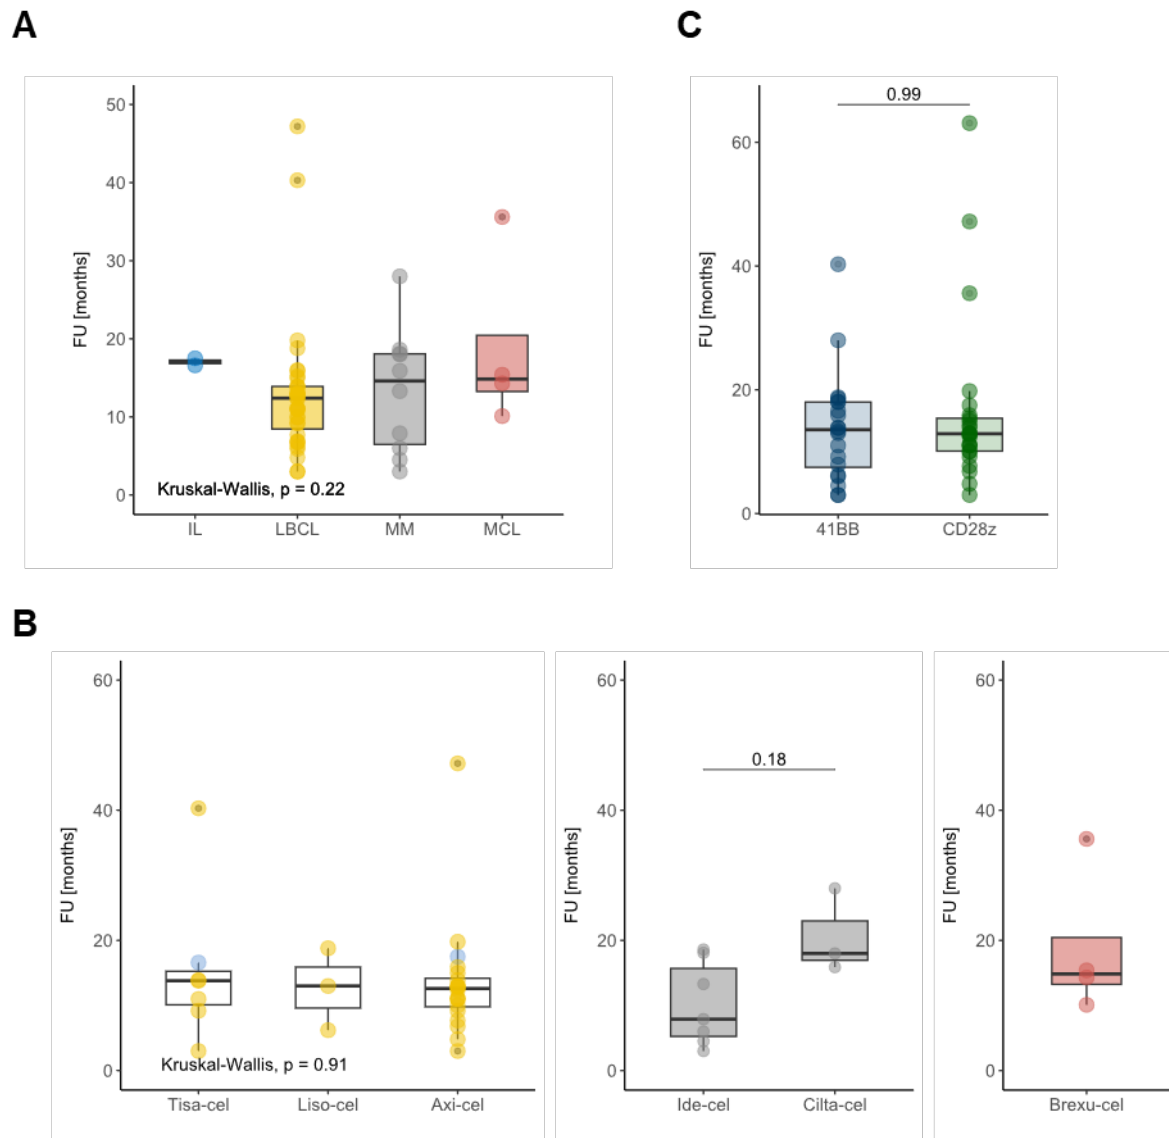 A
50
40
30
20
10
0
FU [months]
Kruskal-Wallis, p = 0.22
IL LBCL MM MCL
C
0.99
60
40
20
0
FU [months]
41BB CD28z
B
60
40
20
0
FU [months]
Kruskal-Wallis, p = 0.91
Tisa-cel Liso-cel Axi-cel
60
40
20
0
FU [months]
0.18
Ide-cel Cilta-cel
60
40
20
0
FU [months]
Brexu-cel